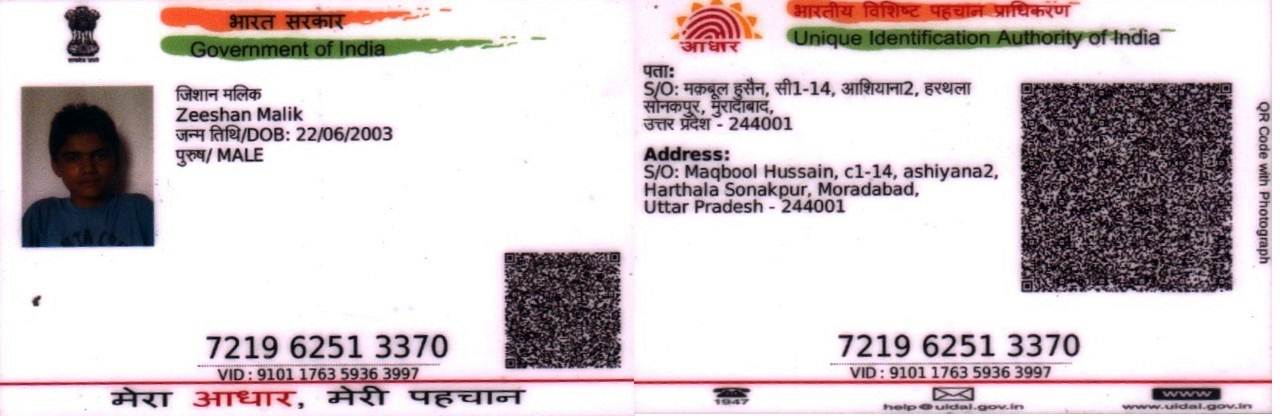 भारत सरकार
Government of India
जिशान मलिक
Zeeshan Malik
जन्म तिथि/DOB: 22/06/2003
पुरुष/ MALE
7219 6251 3370
VID : 9101 1763 5936 3997
मेरा आधार, मेरी पहचान
आधार
भारतीय विशिष्ट पहचान प्राधिकरण
Unique Identification Authority of India
पता:
S/O: मकबूल हुसैन, सी1-14, आशियाना2, हरथला
सोनकपुर, मुरादाबाद,
उत्तर प्रदेश - 244001
Address:
S/O: Maqbool Hussain, c1-14, ashiyana2,
Harthala Sonakpur, Moradabad,
Uttar Pradesh - 244001
QR Code with Photograph
7219 6251 3370
VID : 9101 1763 5936 3997
1947
help@uidai.gov.in
www
www.uidai.gov.in